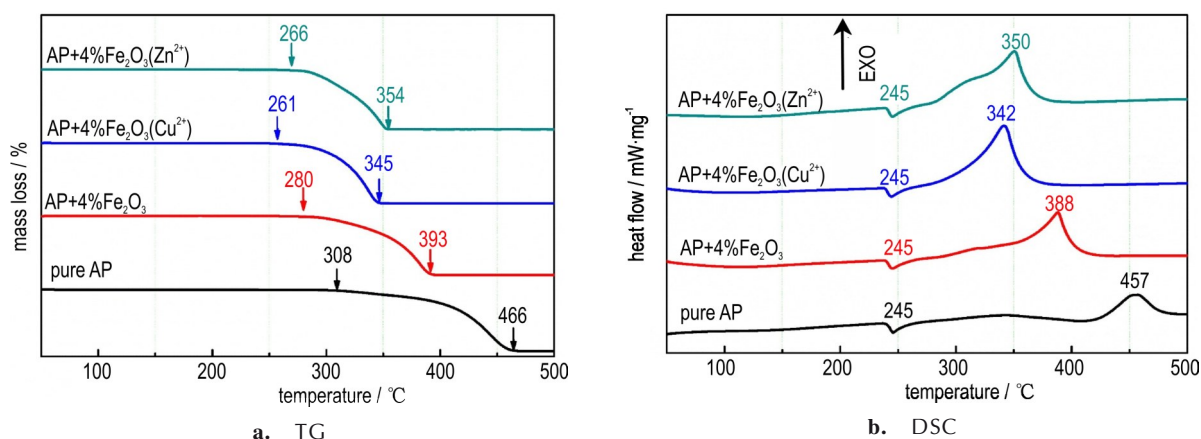 mass loss / %
AP+4%Fe₂O₃(Zn²⁺)
266
354
AP+4%Fe₂O₃(Cu²⁺)
261
345
AP+4%Fe₂O₃
280
393
pure AP
308
466
100 200 300 400 500
temperature / ℃
a. TG
heat flow / mW·mg⁻¹
EXO
AP+4%Fe₂O₃(Zn²⁺)
245
350
AP+4%Fe₂O₃(Cu²⁺)
245
342
AP+4%Fe₂O₃
245
388
pure AP
245
457
100 200 300 400 500
temperature / ℃
b. DSC